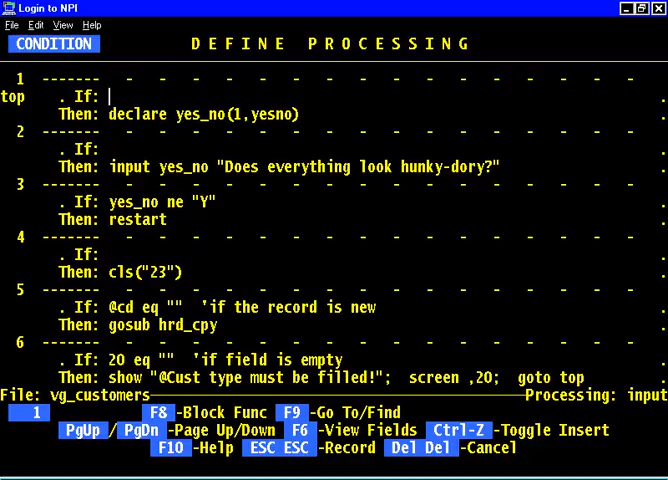 Login to NPI
File Edit View Help
CONDITION DEFINE PROCESSING
1 ------- - - - - - - - - - - - - - - - -
top . If: .
Then: declare yes_no(1,yesno) .
2 ------- - - - - - - - - - - - - - - - -
. If: .
Then: input yes_no "Does everything look hunky-dory?" .
3 ------- - - - - - - - - - - - - - - - -
. If: yes_no ne "Y" .
Then: restart .
4 ------- - - - - - - - - - - - - - - - -
. If: .
Then: cls("23") .
5 ------- - - - - - - - - - - - - - - - -
. If: @cd eq "" 'if the record is new .
Then: gosub hrd_cpy .
6 ------- - - - - - - - - - - - - - - - -
. If: 20 eq "" 'if field is empty .
Then: show "@Cust type must be filled!"; screen ,20; goto top .
File: vg_customers Processing: input
1 F8-Block Func F9-Go To/Find
PgUp/PgDn-Page Up/Down F6-View Fields Ctrl-Z-Toggle Insert
F10-Help ESC ESC-Record Del Del-Cancel